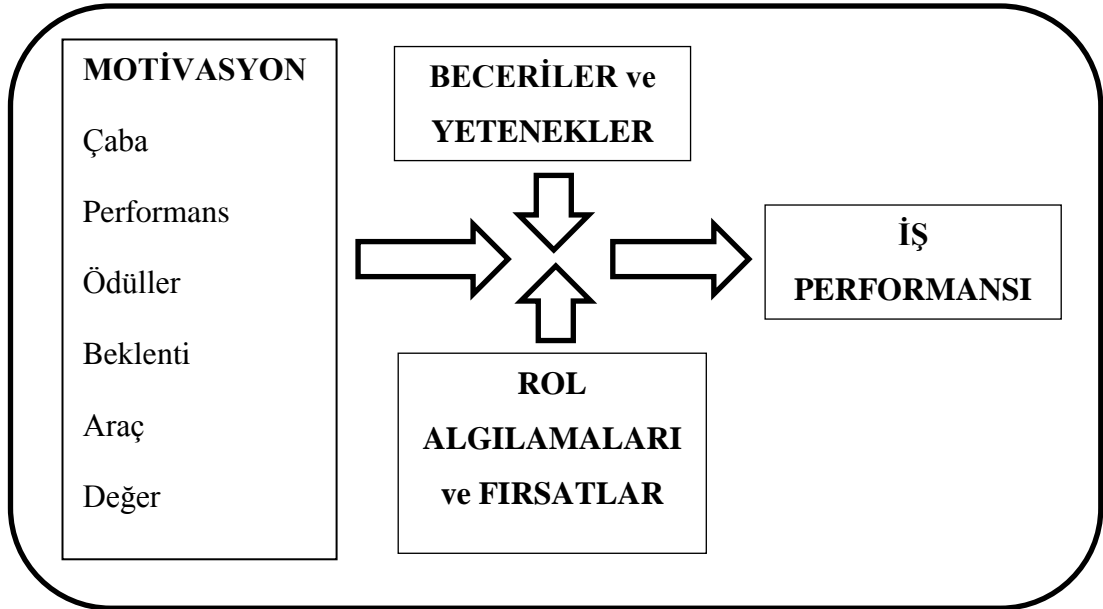 MOTİVASYON
Çaba
Performans
Ödüller
Beklenti
Araç
Değer
BECERİLER ve
YETENEKLER
ROL
ALGILAMALARI
ve FIRSATLAR
İŞ
PERFORMANSI